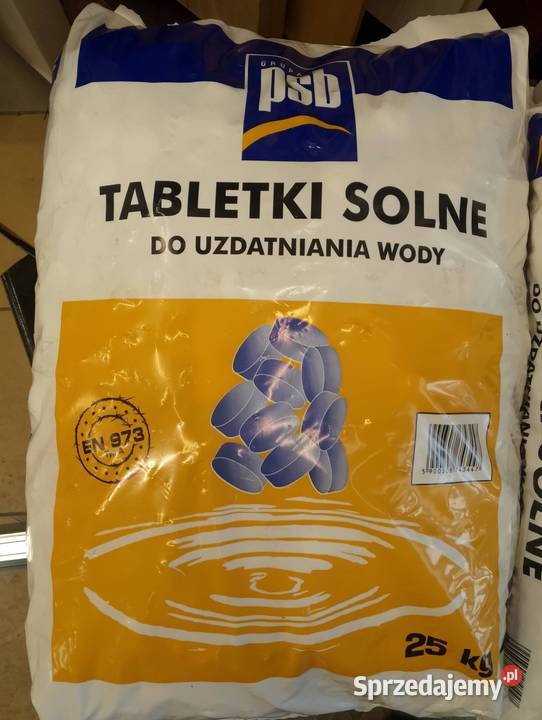 GRUPA
psb
TABLETKI SOLNE
DO UZDATNIANIA WODY
EN 973
25 kg
Sprzedajemy.pl